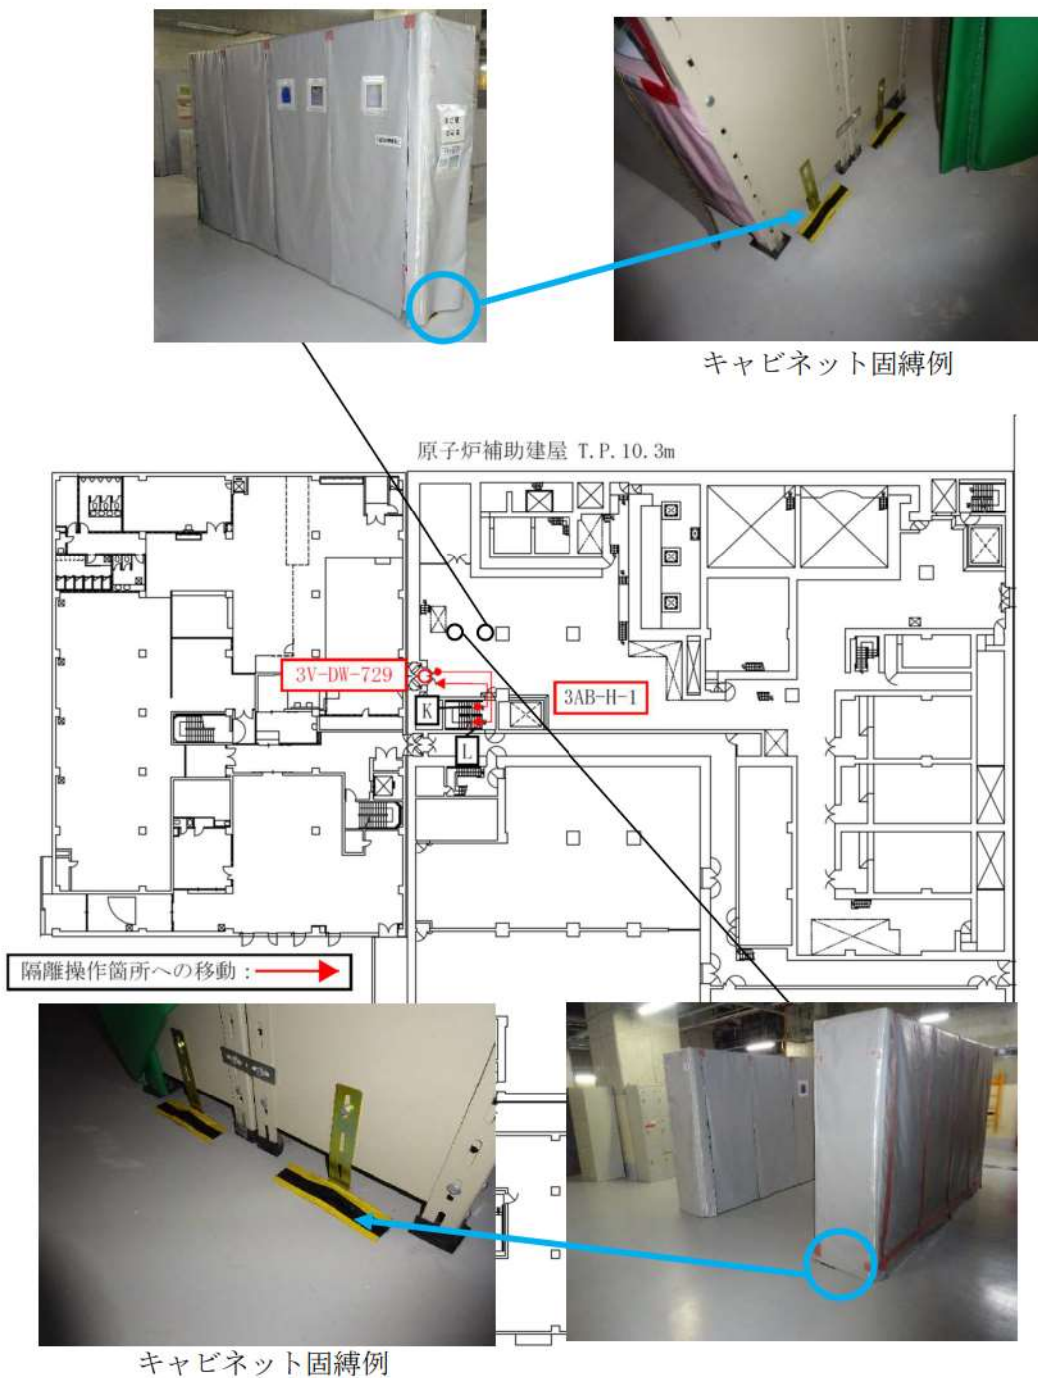 キャビネット固縛例
原子炉補助建屋 T.P.10.3m
3V-DW-729
3AB-H-1
K
L
隔離操作箇所への移動：
キャビネット固縛例